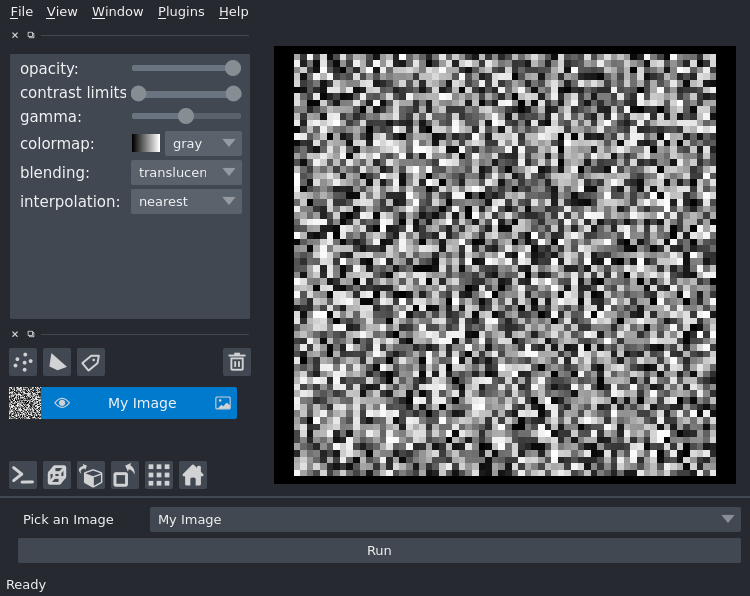 File View Window Plugins Help
opacity:
contrast limits
gamma:
colormap: gray
blending: translucen
interpolation: nearest
My Image
Pick an Image My Image
Run
Ready